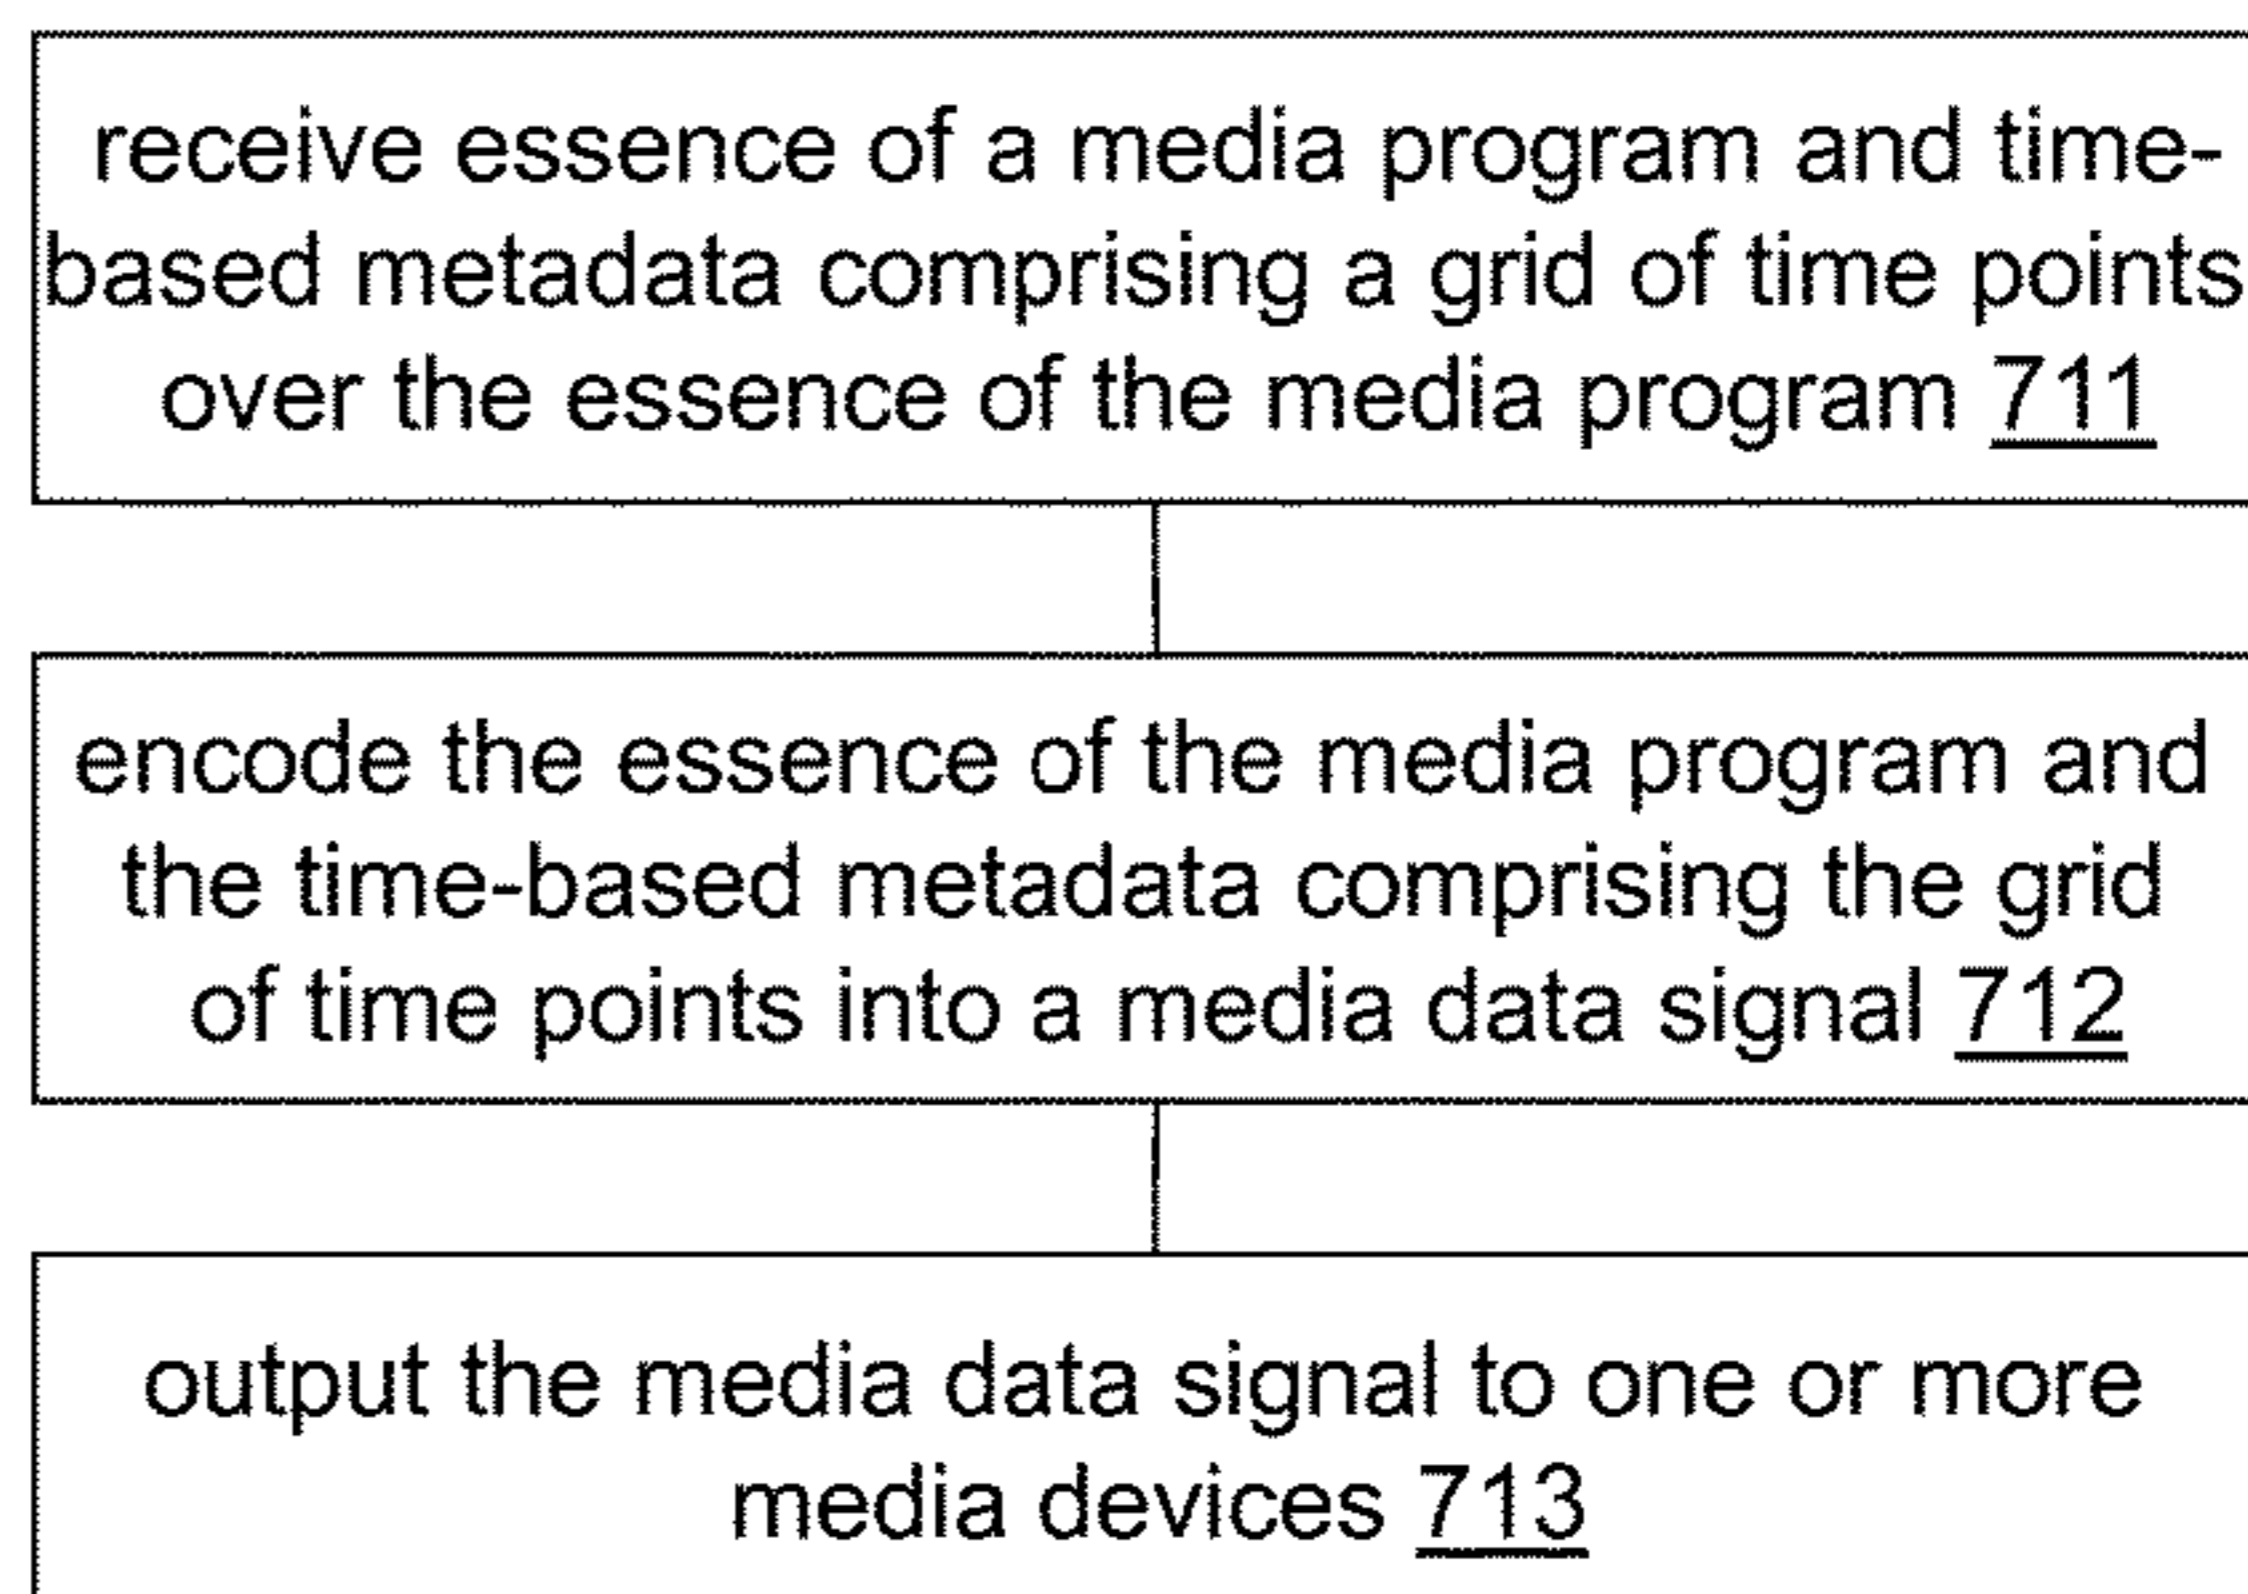 receive essence of a media program and time-
based metadata comprising a grid of time points
over the essence of the media program 711
encode the essence of the media program and
the time-based metadata comprising the grid
of time points into a media data signal 712
output the media data signal to one or more
media devices 713